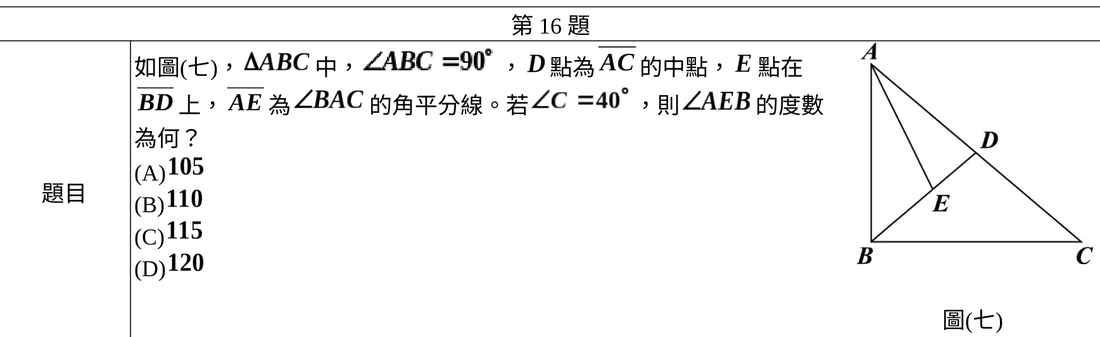 第 16 題
題目
如圖(七)，ΔABC 中，∠ABC =90°，D 點為 AC 的中點，E 點在
BD 上，AE 為∠BAC 的角平分線。若∠C =40°，則∠AEB 的度數
為何？
(A)105
(B)110
(C)115
(D)120
A
D
E
B
C
圖(七)